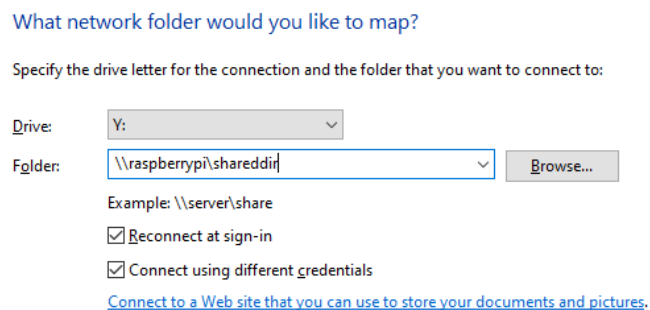 What network folder would you like to map?
Specify the drive letter for the connection and the folder that you want to connect to:
Drive: Y:
Folder: \\raspberrypi\shareddir Browse...
Example: \\server\share
Reconnect at sign-in
Connect using different credentials
Connect to a Web site that you can use to store your documents and pictures.